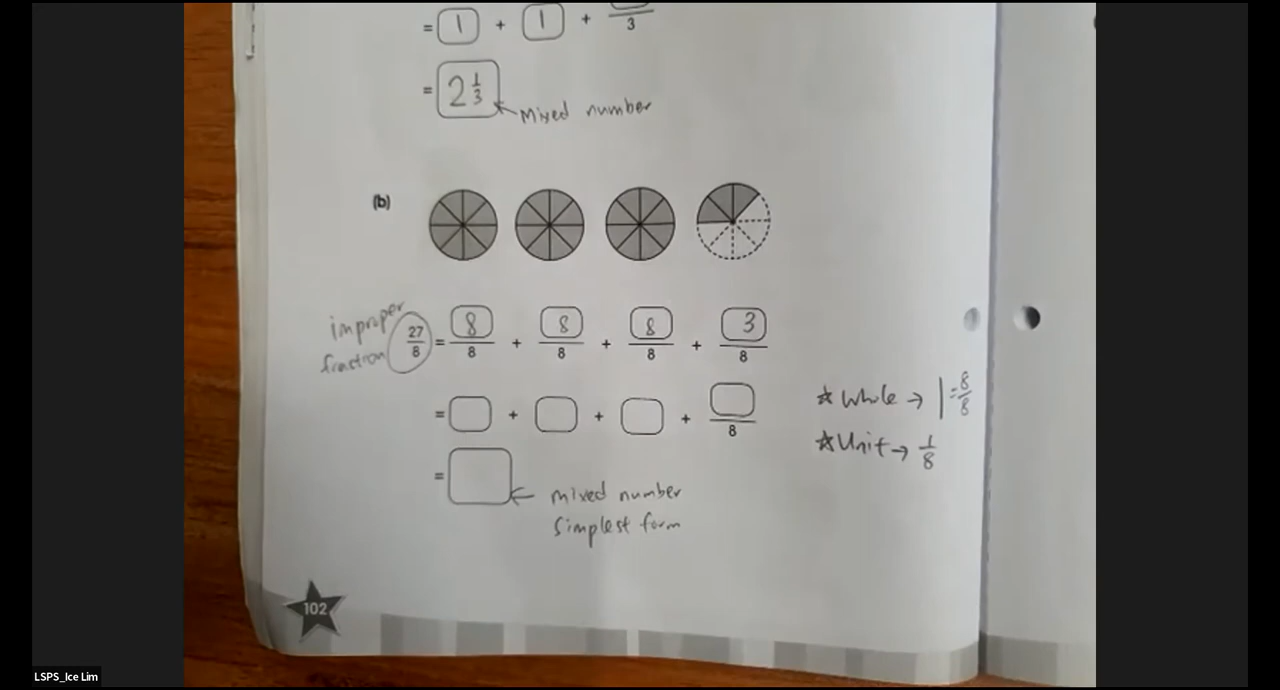 = 1 + 1 + /3
= 2 1/3
Mixed number
(b)
improper
fraction
27/8 = 8/8 + 8/8 + 8/8 + 3/8
= + + + /8
☆ Whole → 1 = 8/8
☆ Unit → 1/8
=
mixed number
simplest form
102
LSPS_Ice Lim